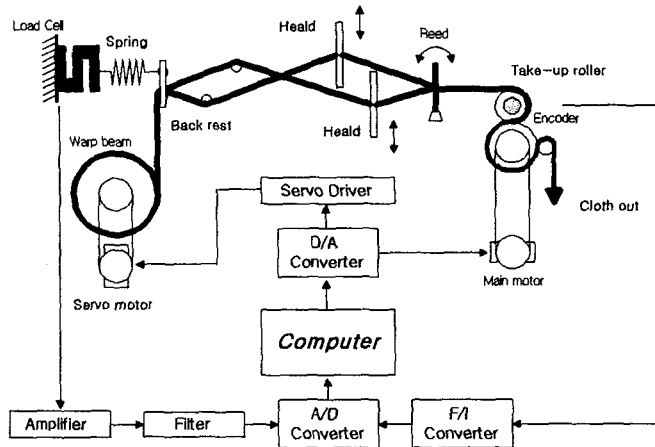 Load Cell
Spring
Heald
Reed
Take-up roller
Back rest
Heald
Encoder
Warp beam
Cloth out
Servo Driver
D/A
Converter
Servo motor
Main motor
Computer
Amplifier
Filter
A/D
Converter
F/I
Converter